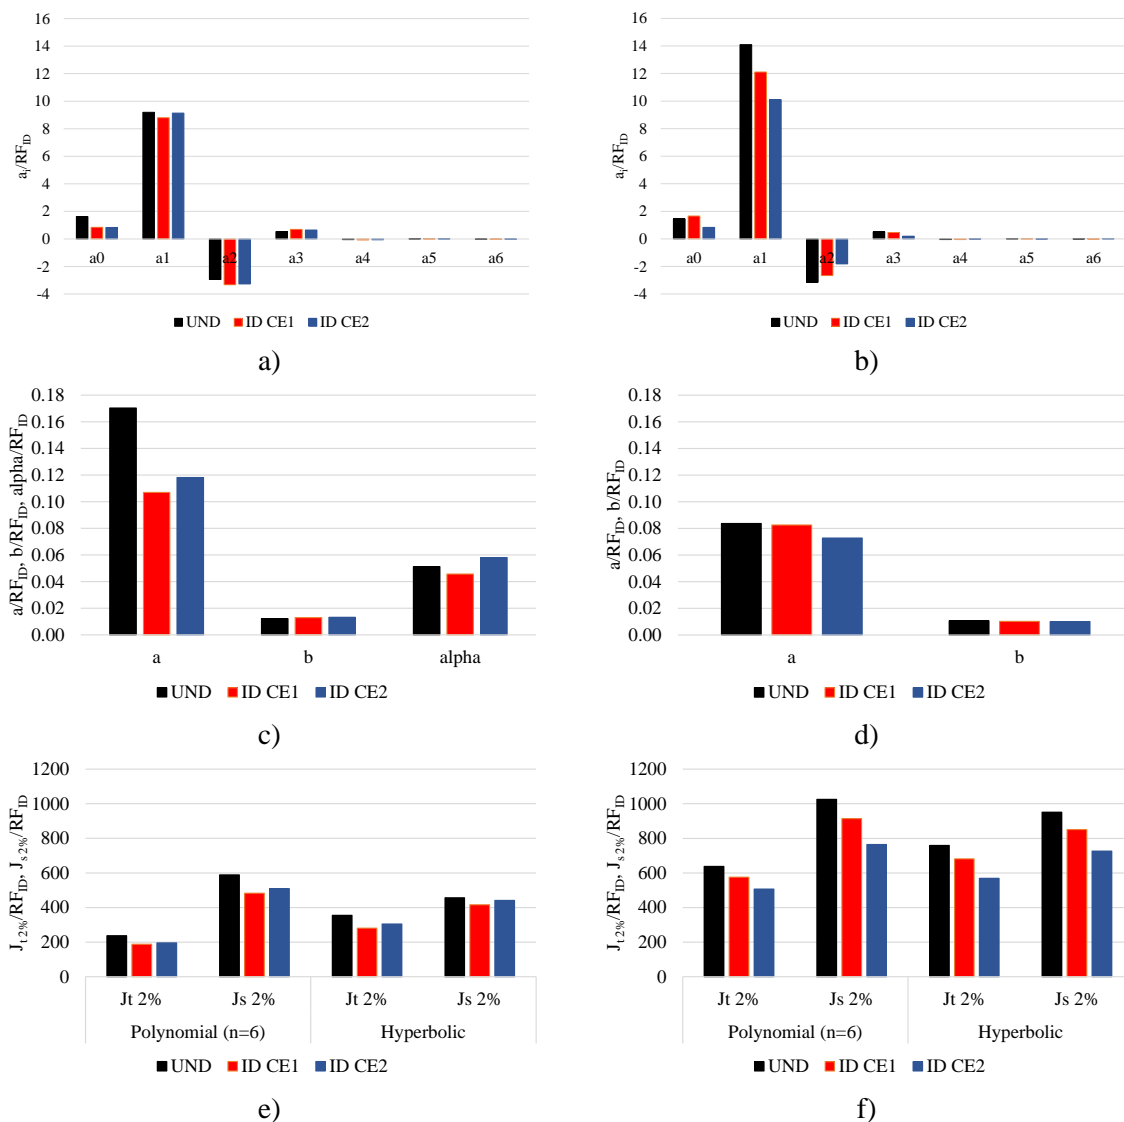 16
14
12
10
8
6
4
2
0
-2
-4
ai/RFID
a0 a1 a2 a3 a4 a5 a6
UND ID CE1 ID CE2
a)
16
14
12
10
8
6
4
2
0
-2
-4
ai/RFID
a0 a1 a2 a3 a4 a5 a6
UND ID CE1 ID CE2
b)
0.18
0.16
0.14
0.12
0.10
0.08
0.06
0.04
0.02
0.00
a/RFID, b/RFID, alpha/RFID
a b alpha
UND ID CE1 ID CE2
c)
0.18
0.16
0.14
0.12
0.10
0.08
0.06
0.04
0.02
0.00
a/RFID, b/RFID
a b
UND ID CE1 ID CE2
d)
1200
1000
800
600
400
200
0
Jt 2%/RFID, Js 2%/RFID
Jt 2% Js 2% Jt 2% Js 2%
Polynomial (n=6) Hyperbolic
UND ID CE1 ID CE2
e)
1200
1000
800
600
400
200
0
Jt 2%/RFID, Js 2%/RFID
Jt 2% Js 2% Jt 2% Js 2%
Polynomial (n=6) Hyperbolic
UND ID CE1 ID CE2
f)